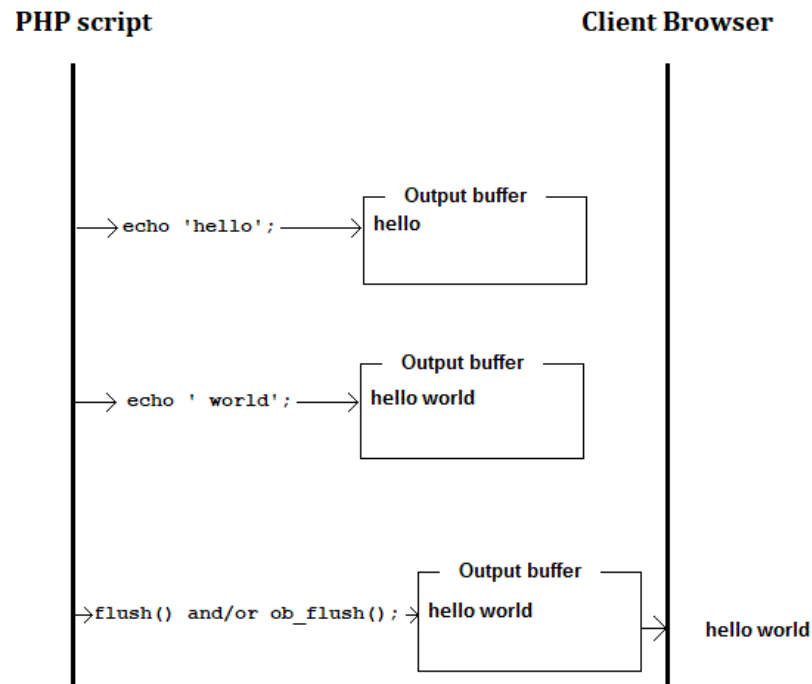 PHP script
Client Browser
Output buffer
echo 'hello';
hello
Output buffer
echo ' world';
hello world
Output buffer
flush() and/or ob_flush();
hello world
hello world